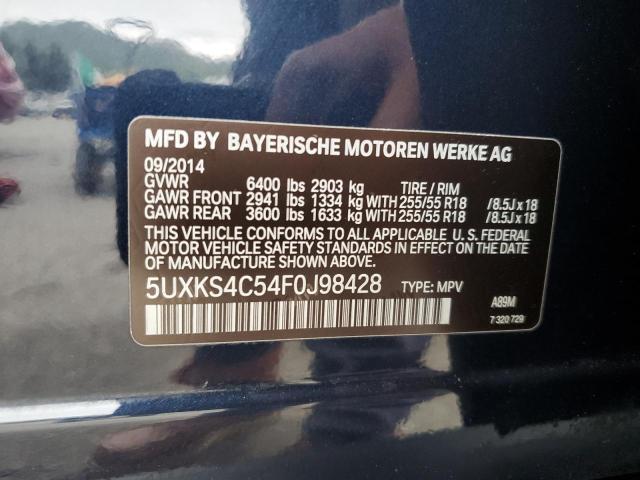 MFD BY BAYERISCHE MOTOREN WERKE AG
09/2014
GVWR 6400 lbs 2903 kg TIRE / RIM
GAWR FRONT 2941 lbs 1334 kg WITH 255/55 R18 /8.5J x 18
GAWR REAR 3600 lbs 1633 kg WITH 255/55 R18 /8.5J x 18
THIS VEHICLE CONFORMS TO ALL APPLICABLE U.S. FEDERAL
MOTOR VEHICLE SAFETY STANDARDS IN EFFECT ON THE DATE OF
MANUFACTURE SHOWN ABOVE.
5UXKS4C54F0J98428 TYPE: MPV
A89M
7 320 729